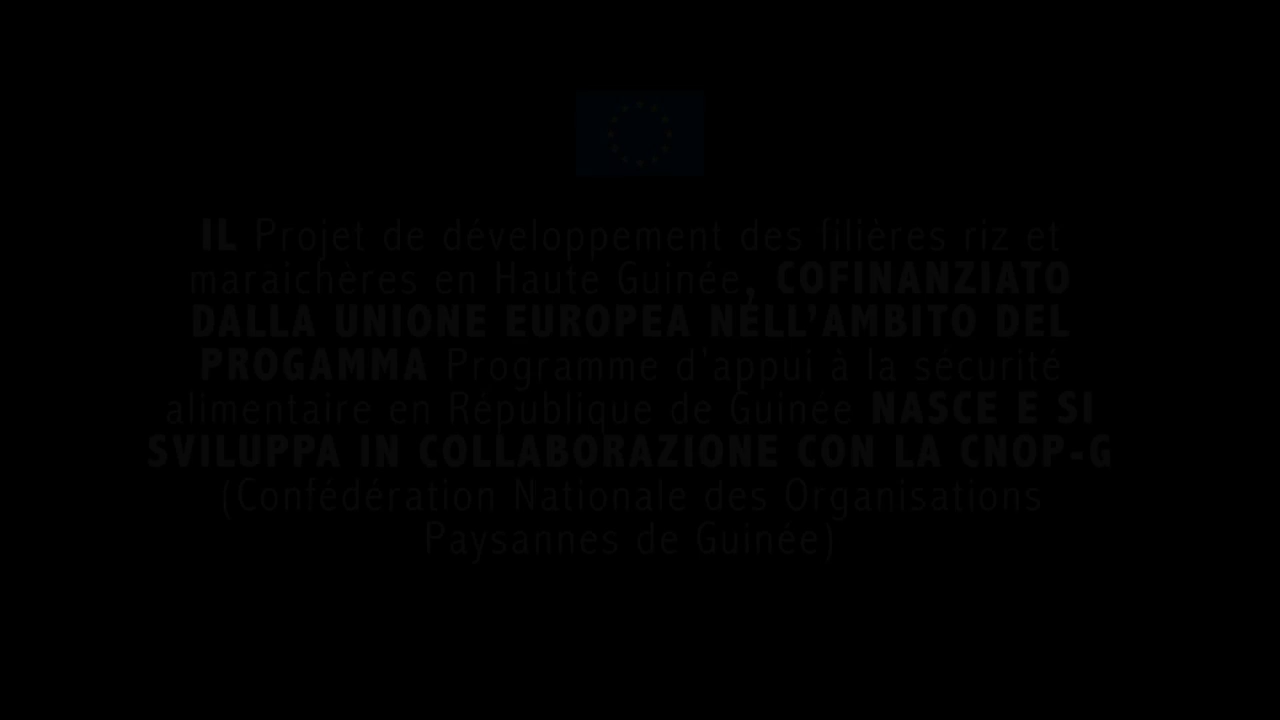 IL Projet de développement des filières riz et
maraichères en Haute Guinée, COFINANZIATO
DALLA UNIONE EUROPEA NELL'AMBITO DEL
PROGAMMA Programme d'appui à la sécurité
alimentaire en République de Guinée NASCE E SI
SVILUPPA IN COLLABORAZIONE CON LA CNOP-G
(Confédération Nationale des Organisations
Paysannes de Guinée)